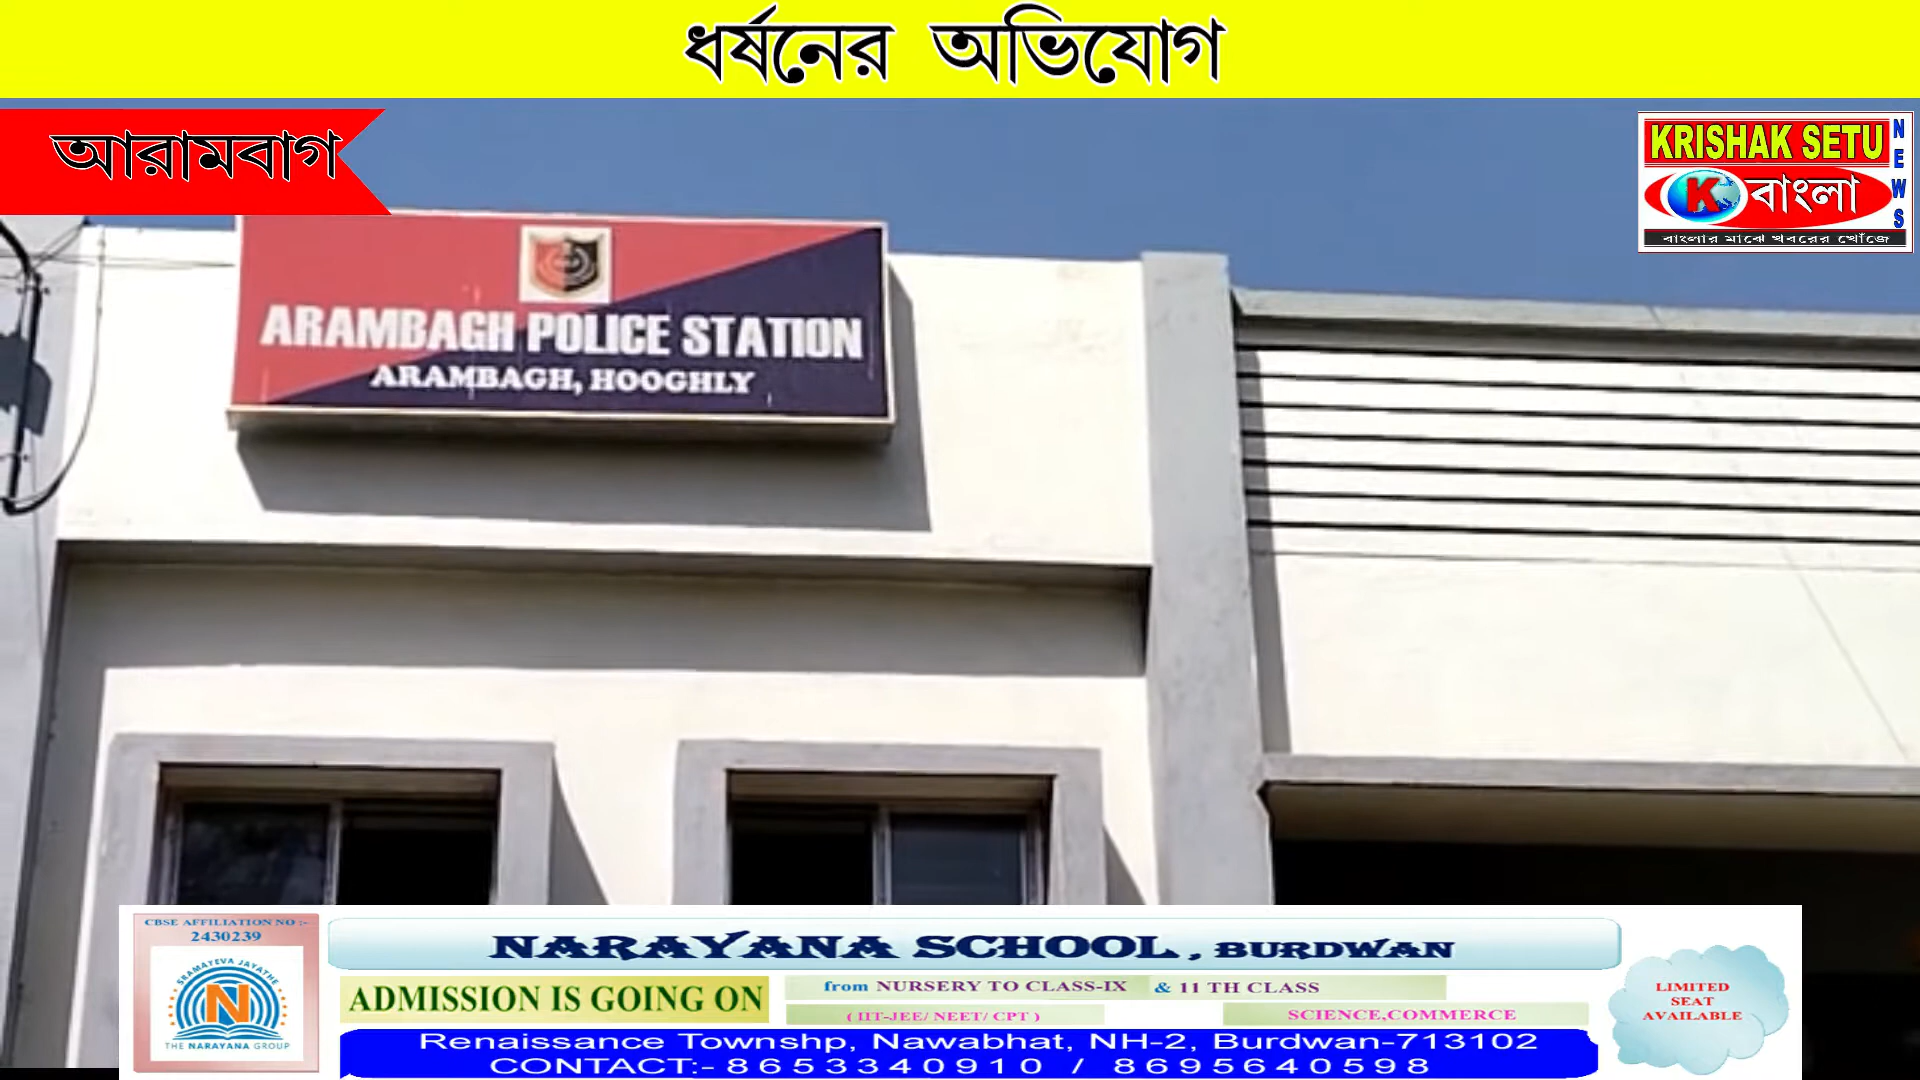 ধর্ষনের অভিযোগ
আরামবাগ
KRISHAK SETU
NEWS
K বাংলা
বাংলার মাঝে খবরের খোঁজে
ARAMBAGH POLICE STATION
ARAMBAGH, HOOGHLY
CBSE AFFILIATION NO :-
2430239
SRAMAYEVA JAYATHE
N
THE NARAYANA GROUP
NARAYANA SCHOOL , BURDWAN
ADMISSION IS GOING ON
from NURSERY TO CLASS-IX & 11 TH CLASS
( IIT-JEE/ NEET/ CPT )
SCIENCE,COMMERCE
Renaissance Townshp, Nawabhat, NH-2, Burdwan-713102
CONTACT:- 8653340910 / 8695640598
LIMITED
SEAT
AVAILABLE